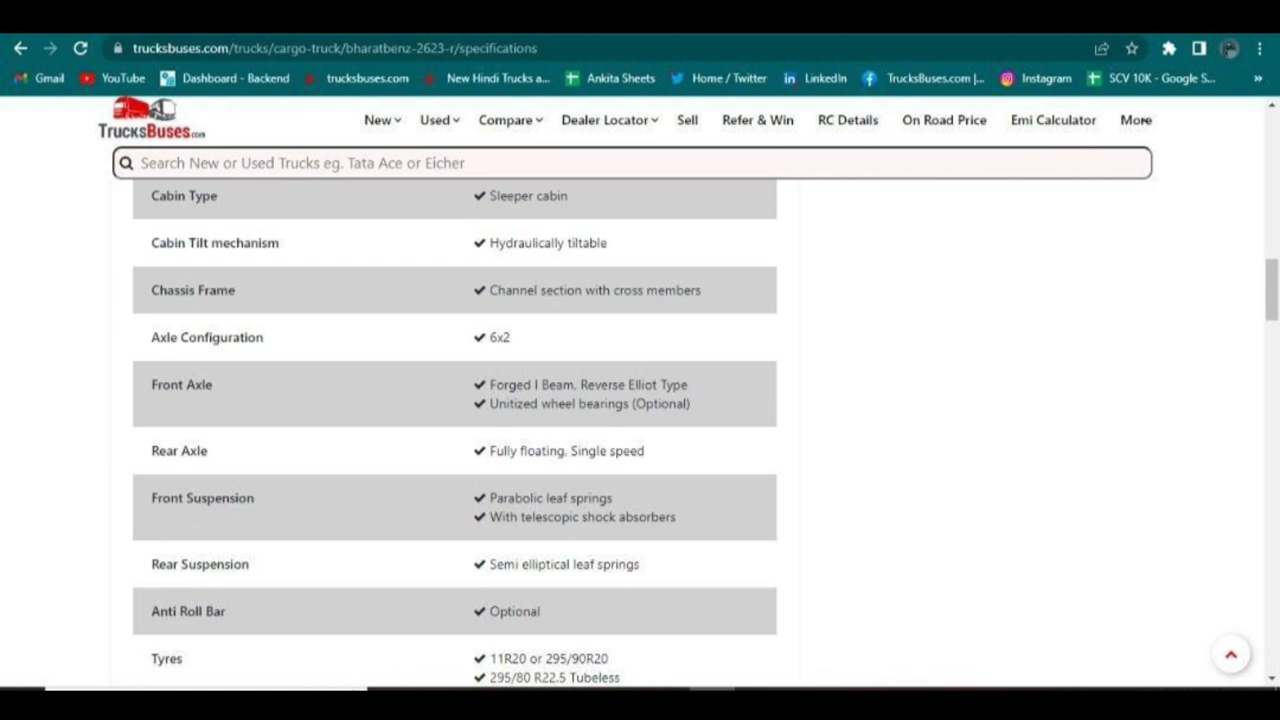 trucksbuses.com/trucks/cargo-truck/bharatbenz-2623-r/specifications
Gmail YouTube Dashboard - Backend trucksbuses.com New Hindi Trucks a... Ankita Sheets Home / Twitter LinkedIn TrucksBuses.com |... Instagram SCV 10K - Google S... »
TrucksBuses.com
New Used Compare Dealer Locator Sell Refer & Win RC Details On Road Price Emi Calculator More
Search New or Used Trucks eg. Tata Ace or Eicher
Cabin Type ✔ Sleeper cabin
Cabin Tilt mechanism ✔ Hydraulically tiltable
Chassis Frame ✔ Channel section with cross members
Axle Configuration ✔ 6x2
Front Axle ✔ Forged I Beam. Reverse Elliot Type
✔ Unitized wheel bearings (Optional)
Rear Axle ✔ Fully floating. Single speed
Front Suspension ✔ Parabolic leaf springs
✔ With telescopic shock absorbers
Rear Suspension ✔ Semi elliptical leaf springs
Anti Roll Bar ✔ Optional
Tyres ✔ 11R20 or 295/90R20
✔ 295/80 R22.5 Tubeless